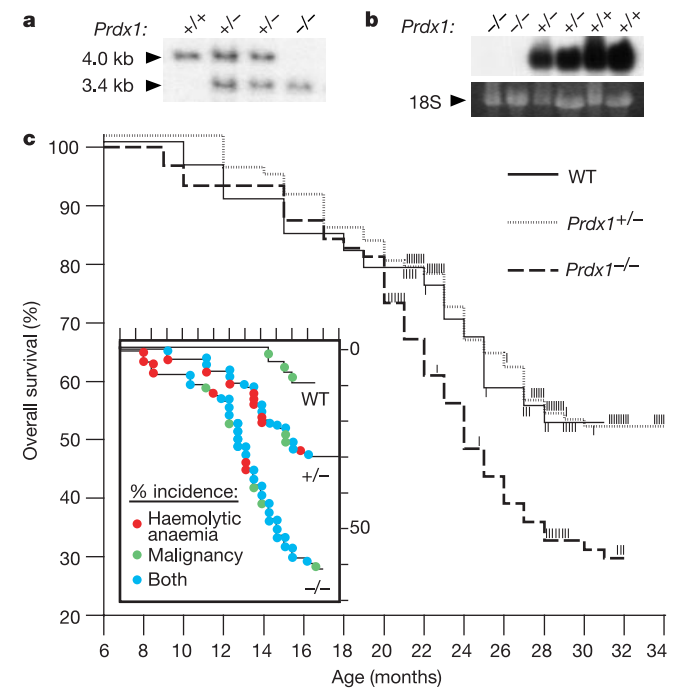 a
Prdx1: +/+ +/– +/– –/–
4.0 kb
3.4 kb
b
Prdx1: –/– –/– +/– +/– +/+ +/+
18S
c
Overall survival (%)
100
90
80
70
60
50
40
30
20
6 8 10 12 14 16 18 20 22 24 26 28 30 32 34
Age (months)
WT
Prdx1+/–
Prdx1–/–
0
50
WT
+/–
–/–
% incidence:
Haemolytic
anaemia
Malignancy
Both